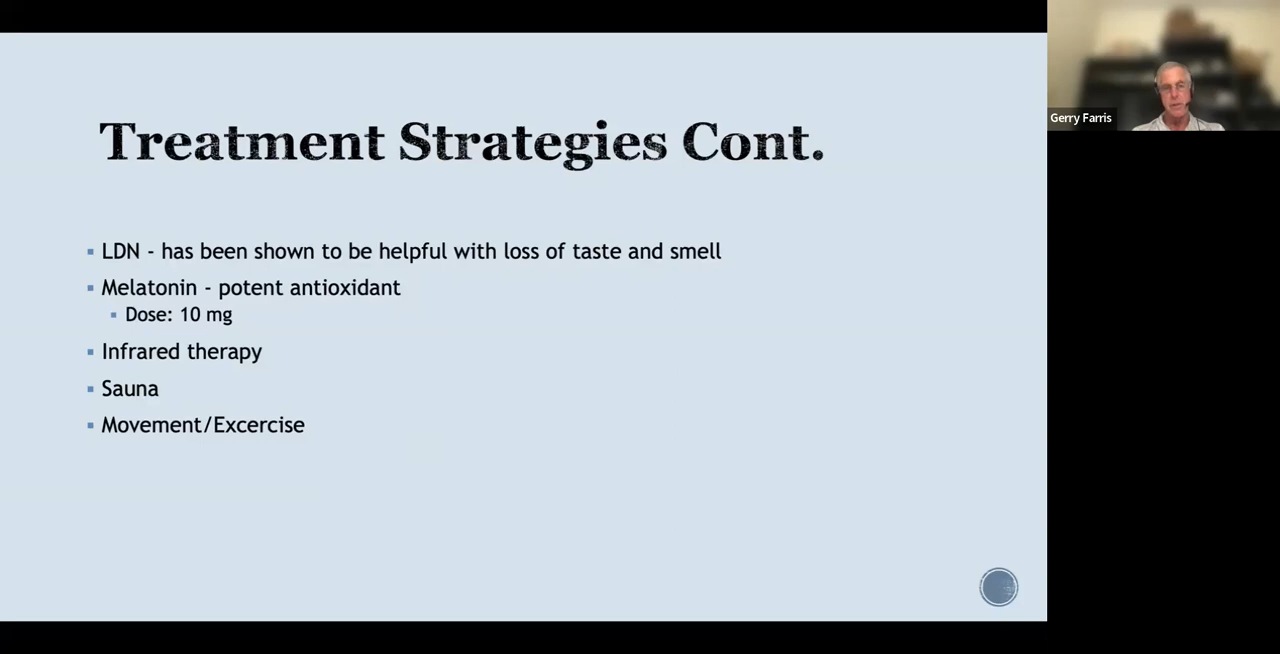 Treatment Strategies Cont.
LDN - has been shown to be helpful with loss of taste and smell
Melatonin - potent antioxidant
Dose: 10 mg
Infrared therapy
Sauna
Movement/Excercise
Gerry Farris